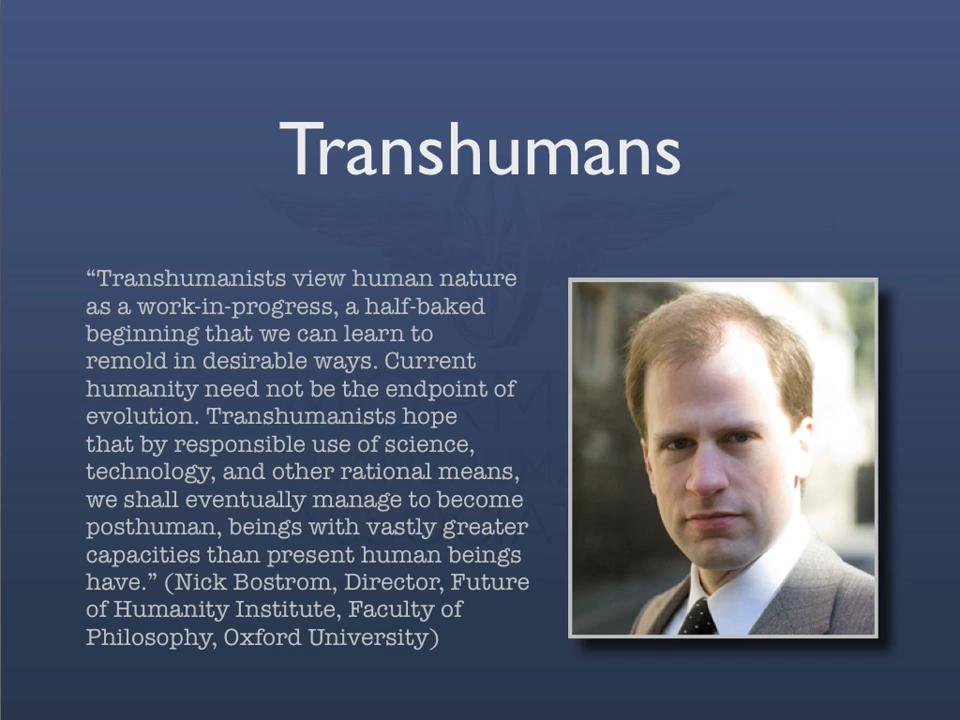 Transhumans
“Transhumanists view human nature
as a work-in-progress, a half-baked
beginning that we can learn to
remold in desirable ways. Current
humanity need not be the endpoint of
evolution. Transhumanists hope
that by responsible use of science,
technology, and other rational means,
we shall eventually manage to become
posthuman, beings with vastly greater
capacities than present human beings
have.” (Nick Bostrom, Director, Future
of Humanity Institute, Faculty of
Philosophy, Oxford University)